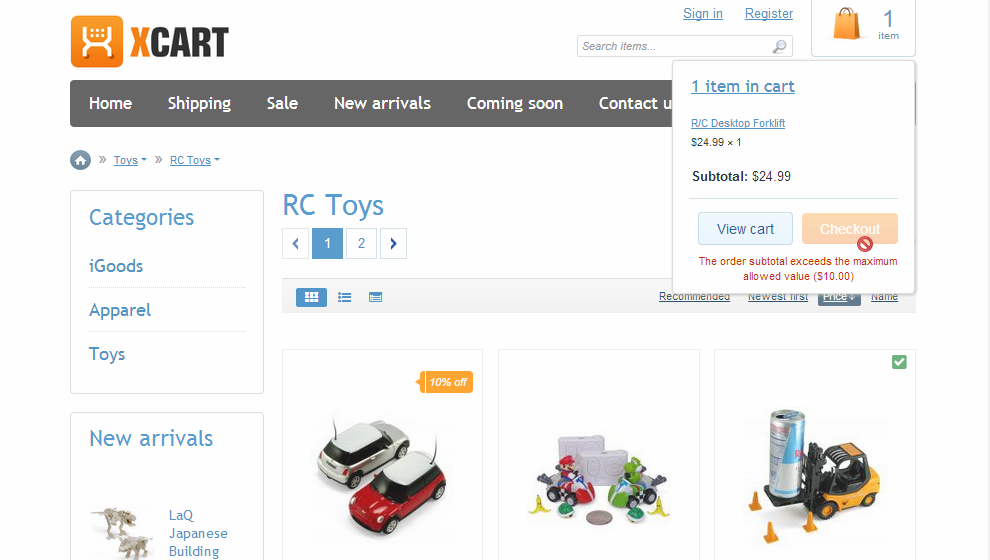 Sign in Register
1
item
XCART
Search items...
Home Shipping Sale New arrivals Coming soon Contact u
1 item in cart
R/C Desktop Forklift
$24.99 × 1
Subtotal: $24.99
View cart Checkout
The order subtotal exceeds the maximum
allowed value ($10.00)
» Toys » RC Toys
Categories
iGoods
Apparel
Toys
RC Toys
1 2
Recommended Newest first Price Name
10% off
New arrivals
LaQ
Japanese
Building